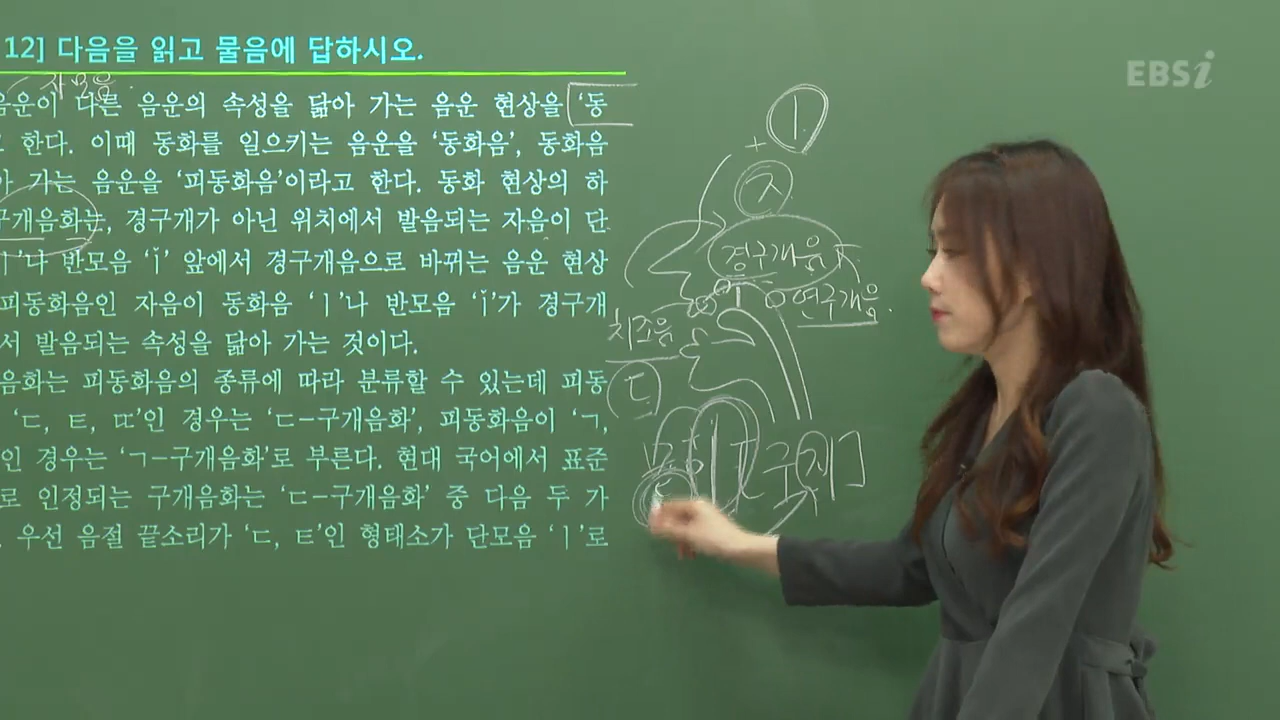 12] 다음을 읽고 물음에 답하시오.
EBSi
자모음.
음운이 다른 음운의 속성을 닮아 가는 음운 현상을 ‘동
한다. 이때 동화를 일으키는 음운을 ‘동화음’, 동화음
가는 음운을 ‘피동화음’이라고 한다. 동화 현상의 하
구개음화는, 경구개가 아닌 위치에서 발음되는 자음이 단
ㅣ’나 반모음 ‘ㅣ̆’ 앞에서 경구개음으로 바뀌는 음운 현상
피동화음인 자음이 동화음 ‘ㅣ’나 반모음 ‘ㅣ̆’가 경구개
서 발음되는 속성을 닮아 가는 것이다.
음화는 피동화음의 종류에 따라 분류할 수 있는데 피동
‘ㄷ, ㅌ, ㄸ’인 경우는 ‘ㄷ－구개음화’, 피동화음이 ‘ㄱ,
인 경우는 ‘ㄱ－구개음화’로 부른다. 현대 국어에서 표준
로 인정되는 구개음화는 ‘ㄷ－구개음화’ 중 다음 두 가
우선 음절 끝소리가 ‘ㄷ, ㅌ’인 형태소가 단모음 ‘ㅣ’로
ㅣ
+
ㅈ
경구개음 ㅈ
연구개음.
치조음
ㄷ
이 [구지]